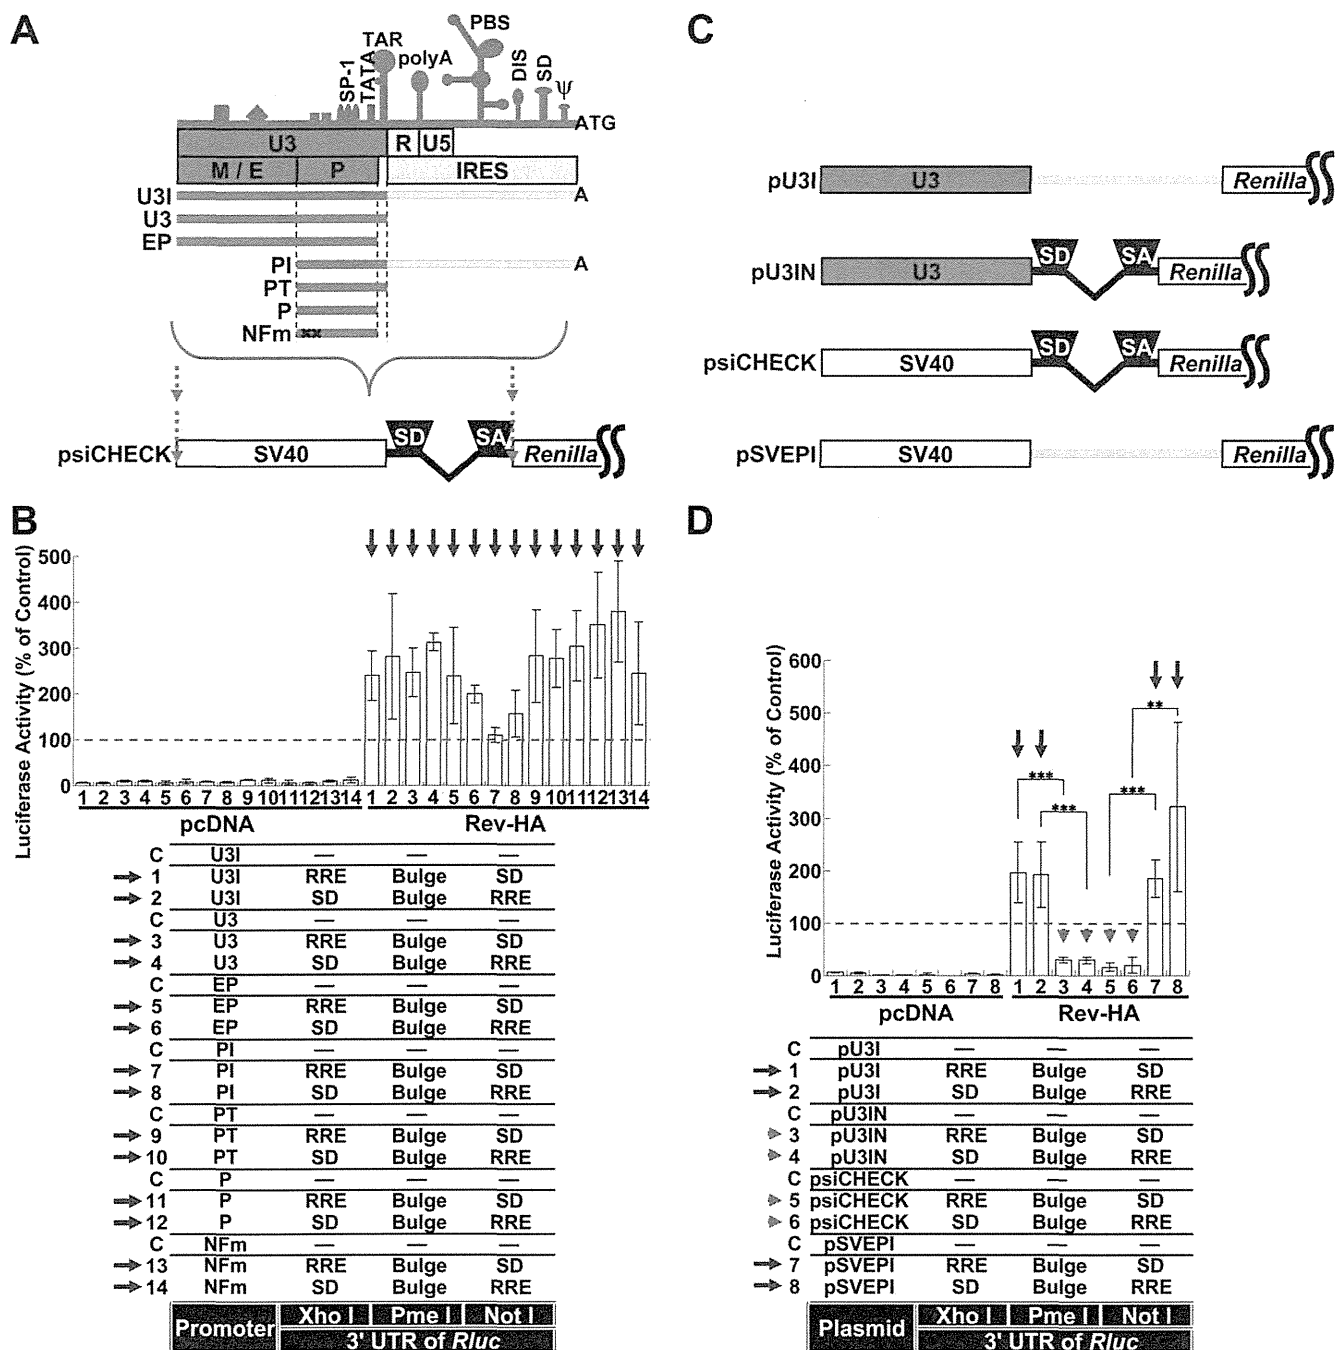 A
TAR
PBS
polyA
SP-1
TATA
DIS
SD
ψ
ATG
U3
R
U5
M / E
P
IRES
U3I
A
U3
EP
PI
A
PT
P
NFm
xx
psiCHECK
SV40
SD
SA
Renilla
C
pU3I
U3
Renilla
pU3IN
U3
SD
SA
Renilla
psiCHECK
SV40
SD
SA
Renilla
pSVEPI
SV40
Renilla
B
Luciferase Activity (% of Control)
500
400
300
200
100
0
1 2 3 4 5 6 7 8 9 10 11 12 13 14
1 2 3 4 5 6 7 8 9 10 11 12 13 14
pcDNA
Rev-HA
C U3I — — —
1 U3I RRE Bulge SD
2 U3I SD Bulge RRE
C U3 — — —
3 U3 RRE Bulge SD
4 U3 SD Bulge RRE
C EP — — —
5 EP RRE Bulge SD
6 EP SD Bulge RRE
C PI — — —
7 PI RRE Bulge SD
8 PI SD Bulge RRE
C PT — — —
9 PT RRE Bulge SD
10 PT SD Bulge RRE
C P — — —
11 P RRE Bulge SD
12 P SD Bulge RRE
C NFm — — —
13 NFm RRE Bulge SD
14 NFm SD Bulge RRE
Promoter
Xho I Pme I Not I
3' UTR of Rluc
D
Luciferase Activity (% of Control)
600
500
400
300
200
100
0
***
***
***
**
1 2 3 4 5 6 7 8
1 2 3 4 5 6 7 8
pcDNA
Rev-HA
C pU3I — — —
1 pU3I RRE Bulge SD
2 pU3I SD Bulge RRE
C pU3IN — — —
3 pU3IN RRE Bulge SD
4 pU3IN SD Bulge RRE
C psiCHECK — — —
5 psiCHECK RRE Bulge SD
6 psiCHECK SD Bulge RRE
C pSVEPI — — —
7 pSVEPI RRE Bulge SD
8 pSVEPI SD Bulge RRE
Plasmid
Xho I Pme I Not I
3' UTR of Rluc